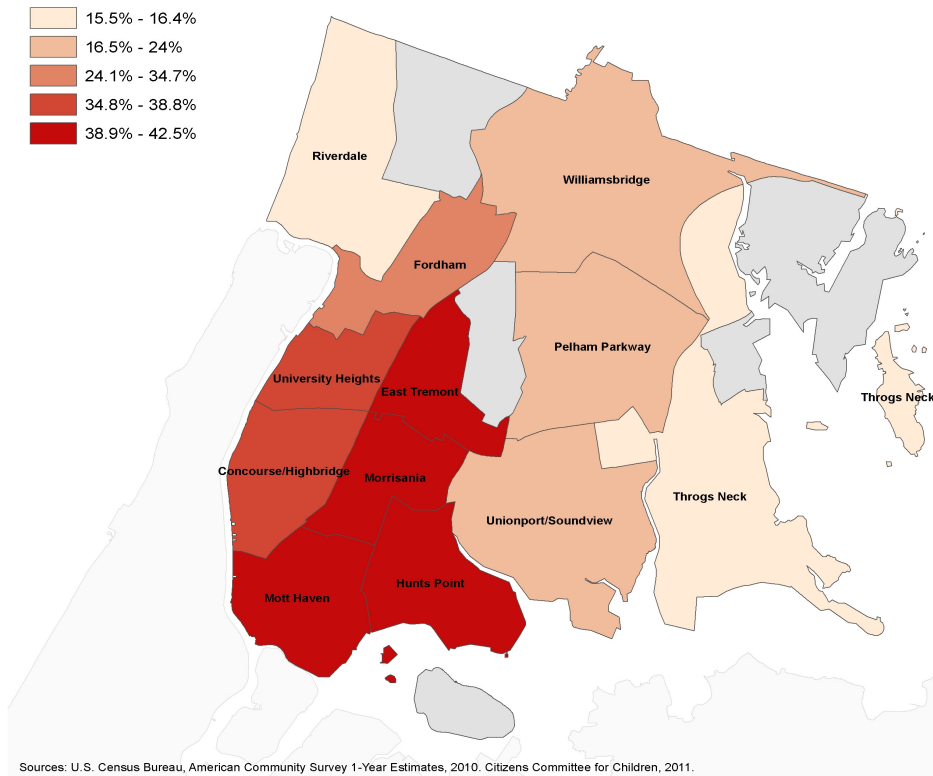 15.5% - 16.4%
16.5% - 24%
24.1% - 34.7%
34.8% - 38.8%
38.9% - 42.5%
Riverdale
Williamsbridge
Fordham
Pelham Parkway
University Heights
East Tremont
Throgs Neck
Concourse/Highbridge
Morrisania
Throgs Neck
Unionport/Soundview
Hunts Point
Mott Haven
Sources: U.S. Census Bureau, American Community Survey 1-Year Estimates, 2010. Citizens Committee for Children, 2011.